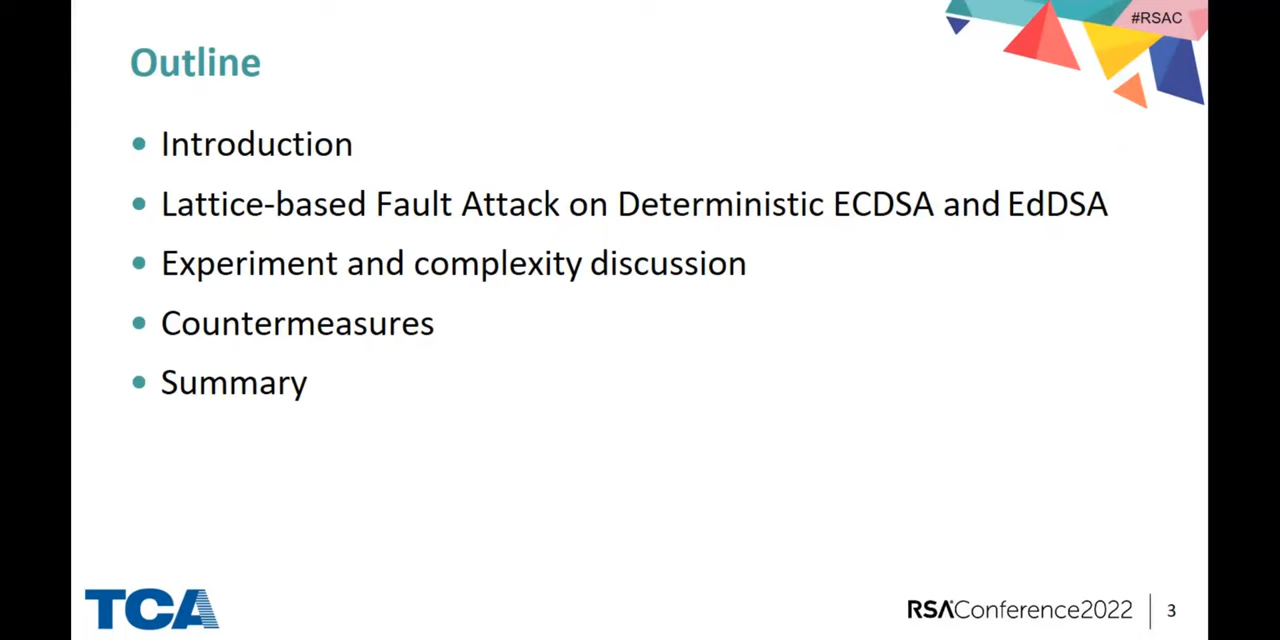 #RSAC
Outline
• Introduction
• Lattice-based Fault Attack on Deterministic ECDSA and EdDSA
• Experiment and complexity discussion
• Countermeasures
• Summary
TCA
RSAConference2022 3